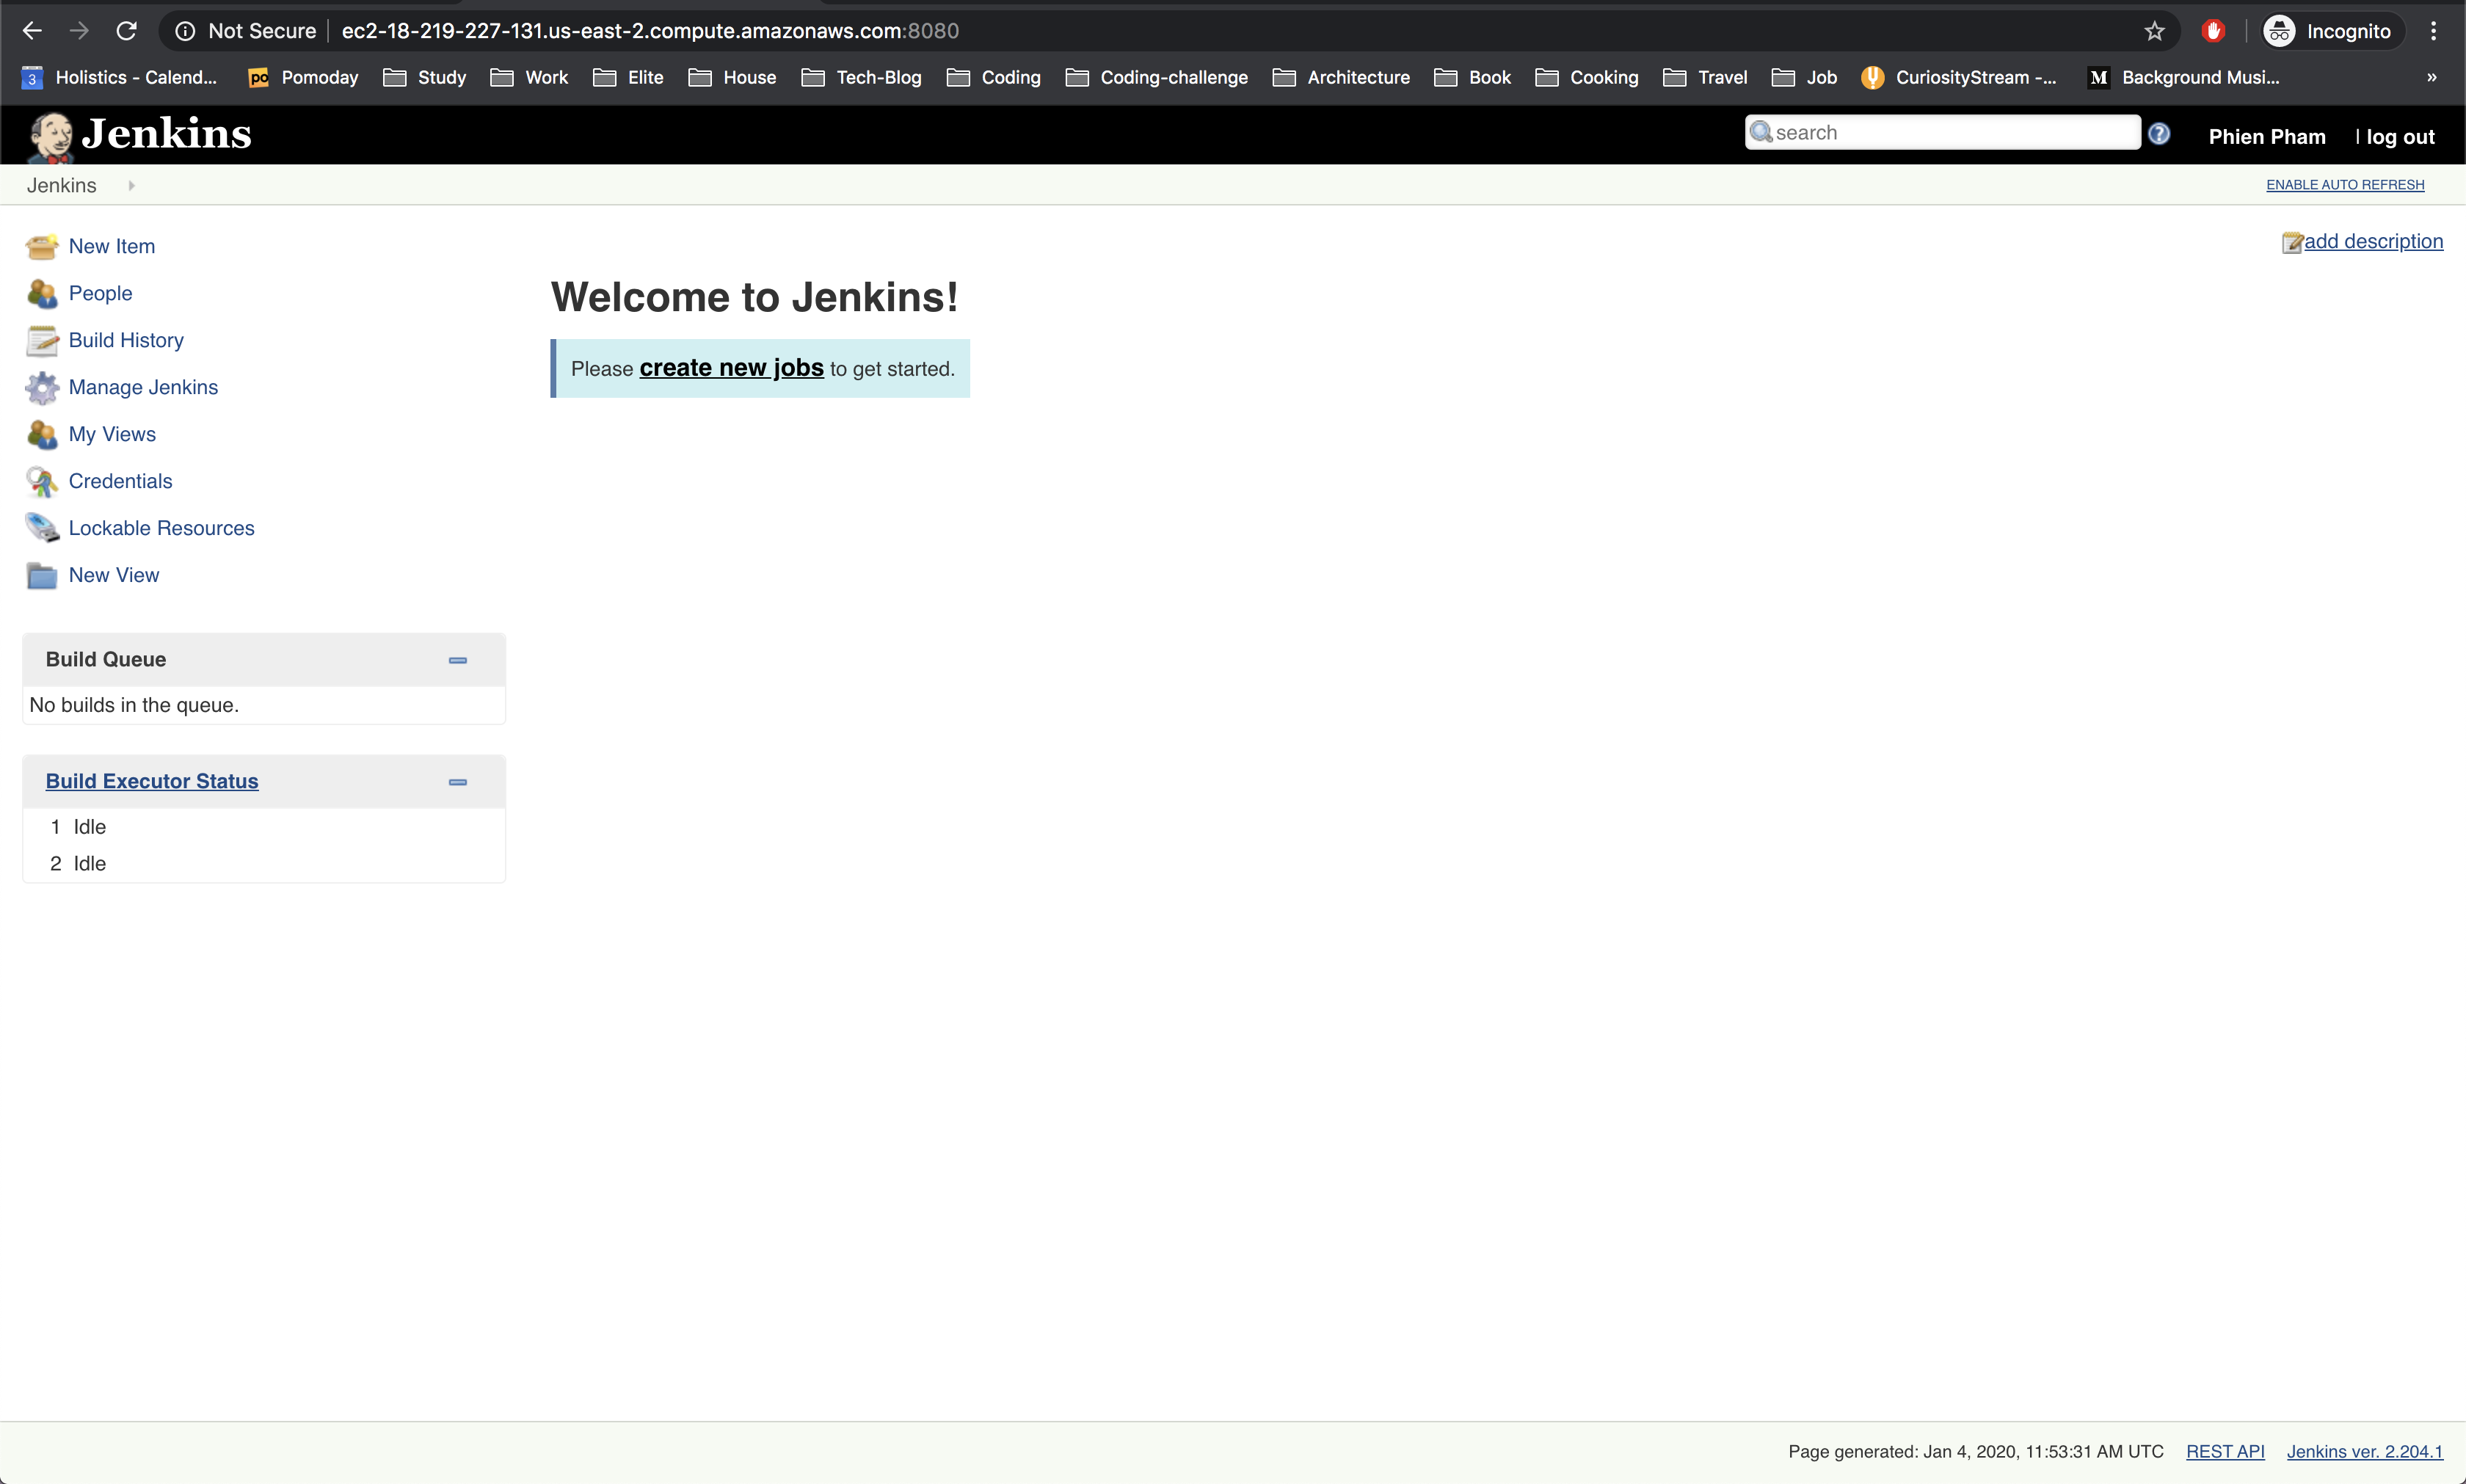 Not Secure | ec2-18-219-227-131.us-east-2.compute.amazonaws.com:8080 Incognito
3 Holistics - Calend... po Pomoday Study Work Elite House Tech-Blog Coding Coding-challenge Architecture Book Cooking Travel Job CuriosityStream -... M Background Musi... »
Jenkins search ? Phien Pham | log out
Jenkins ENABLE AUTO REFRESH
New Item
add description
People
Build History
Manage Jenkins
My Views
Credentials
Lockable Resources
New View
Welcome to Jenkins!
Please create new jobs to get started.
Build Queue
No builds in the queue.
Build Executor Status
1 Idle
2 Idle
Page generated: Jan 4, 2020, 11:53:31 AM UTC REST API Jenkins ver. 2.204.1